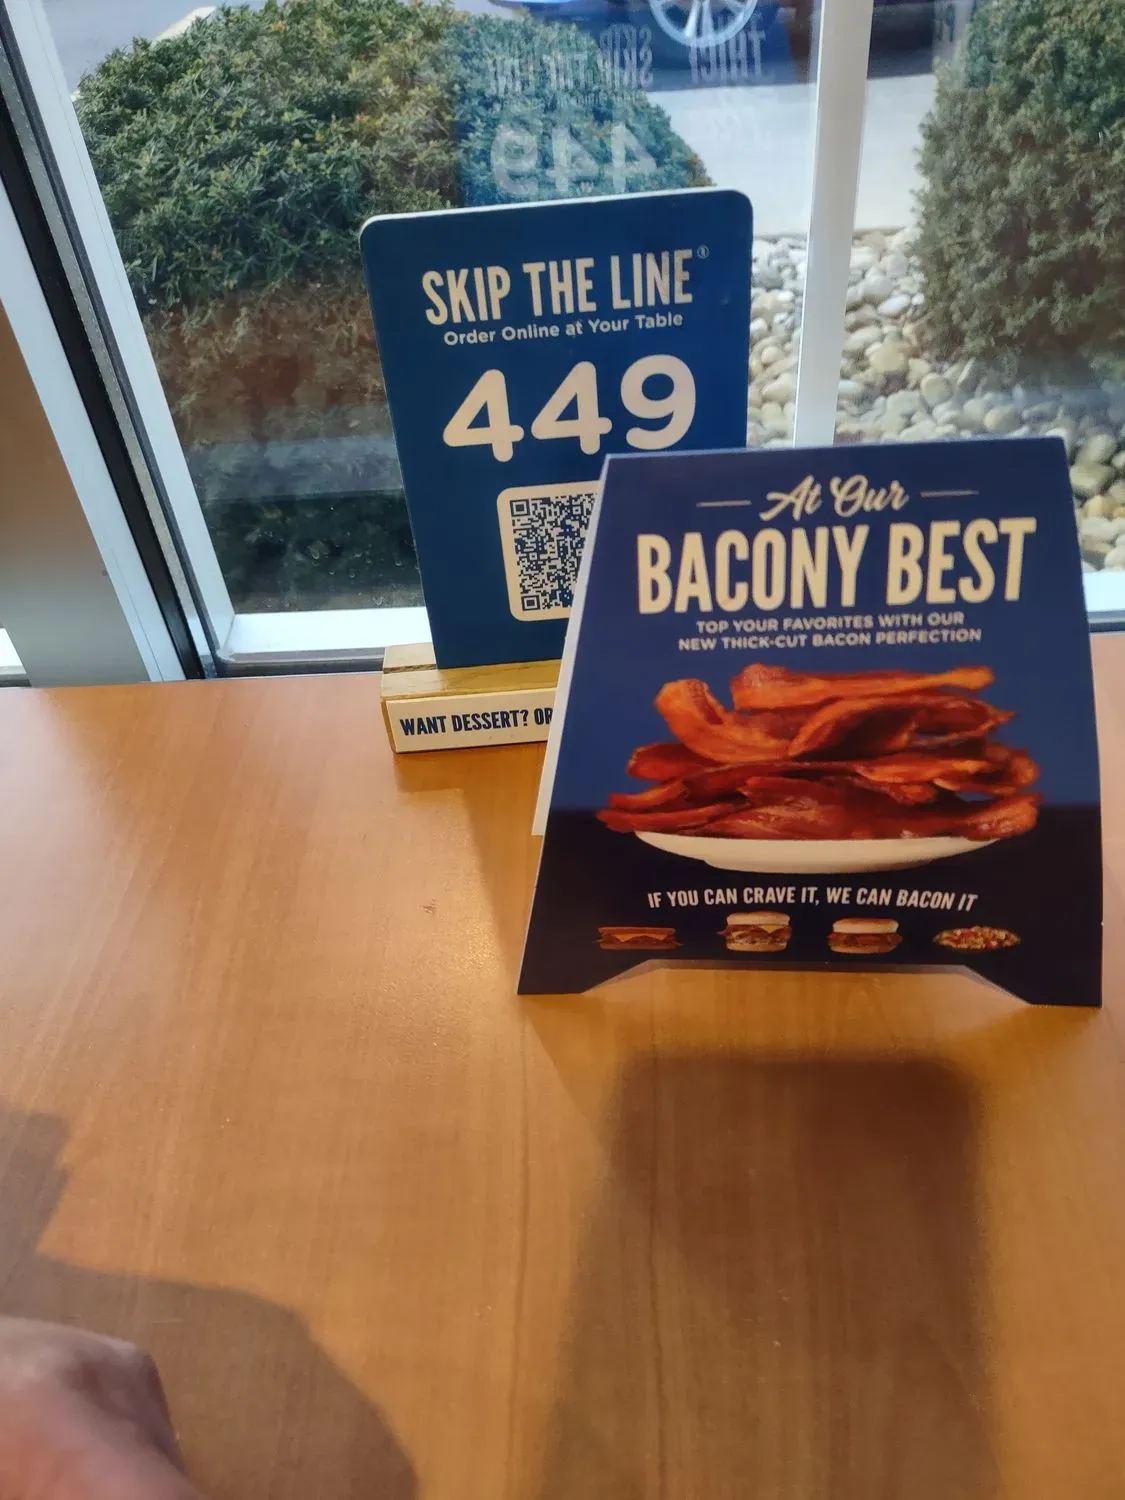 SKIP THE LINE®
Order Online at Your Table
449
WANT DESSERT? OR
At Our
BACONY BEST
TOP YOUR FAVORITES WITH OUR
NEW THICK-CUT BACON PERFECTION
IF YOU CAN CRAVE IT, WE CAN BACON IT